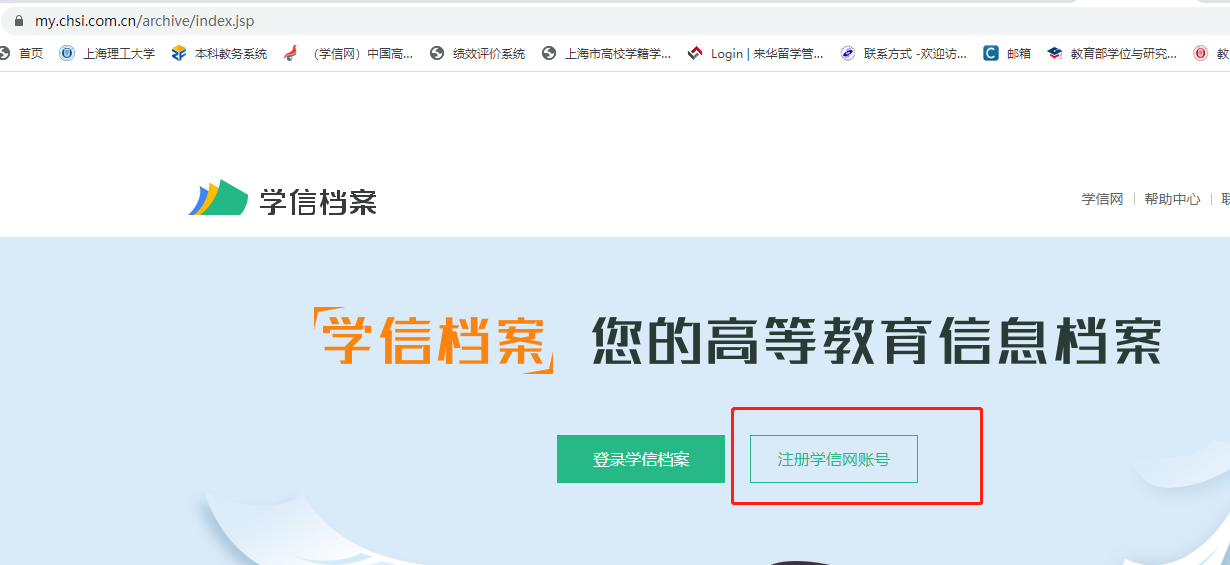 my.chsi.com.cn/archive/index.jsp
首页 上海理工大学 本科教务系统 （学信网）中国高... 绩效评价系统 上海市高校学籍学... Login | 来华留学管... 联系方式 -欢迎访... 邮箱 教育部学位与研究... 教
学信档案
学信网 | 帮助中心 |
学信档案 您的高等教育信息档案
登录学信档案 注册学信网账号